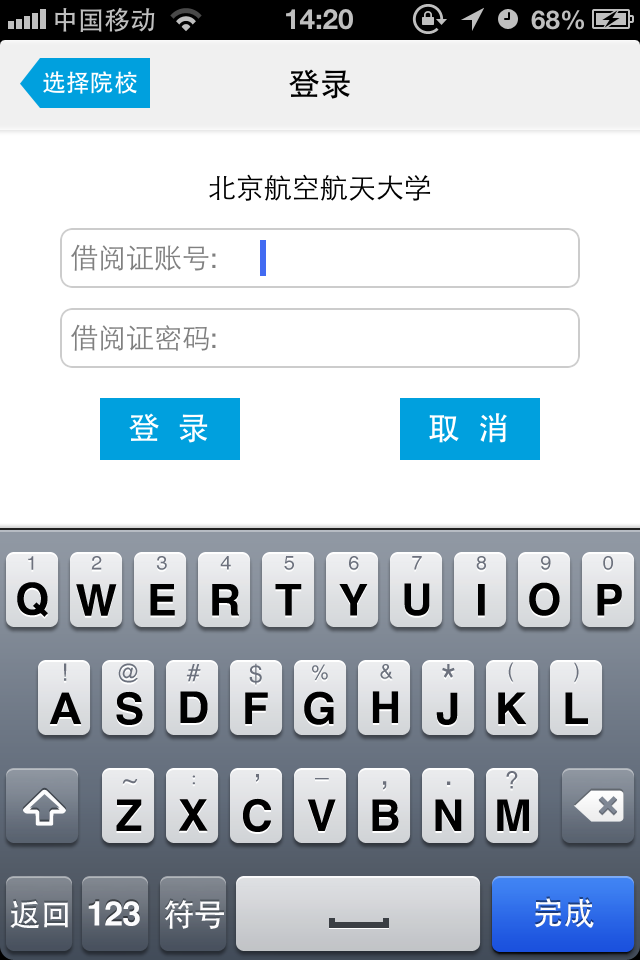 中国移动 14:20 68%
选择院校 登录
北京航空航天大学
借阅证账号:
借阅证密码:
登 录 取 消
1 2 3 4 5 6 7 8 9 0
Q W E R T Y U I O P
! @ # $ % & * ( )
A S D F G H J K L
~ : ' — , . ?
Z X C V B N M
返回 123 符号 完成